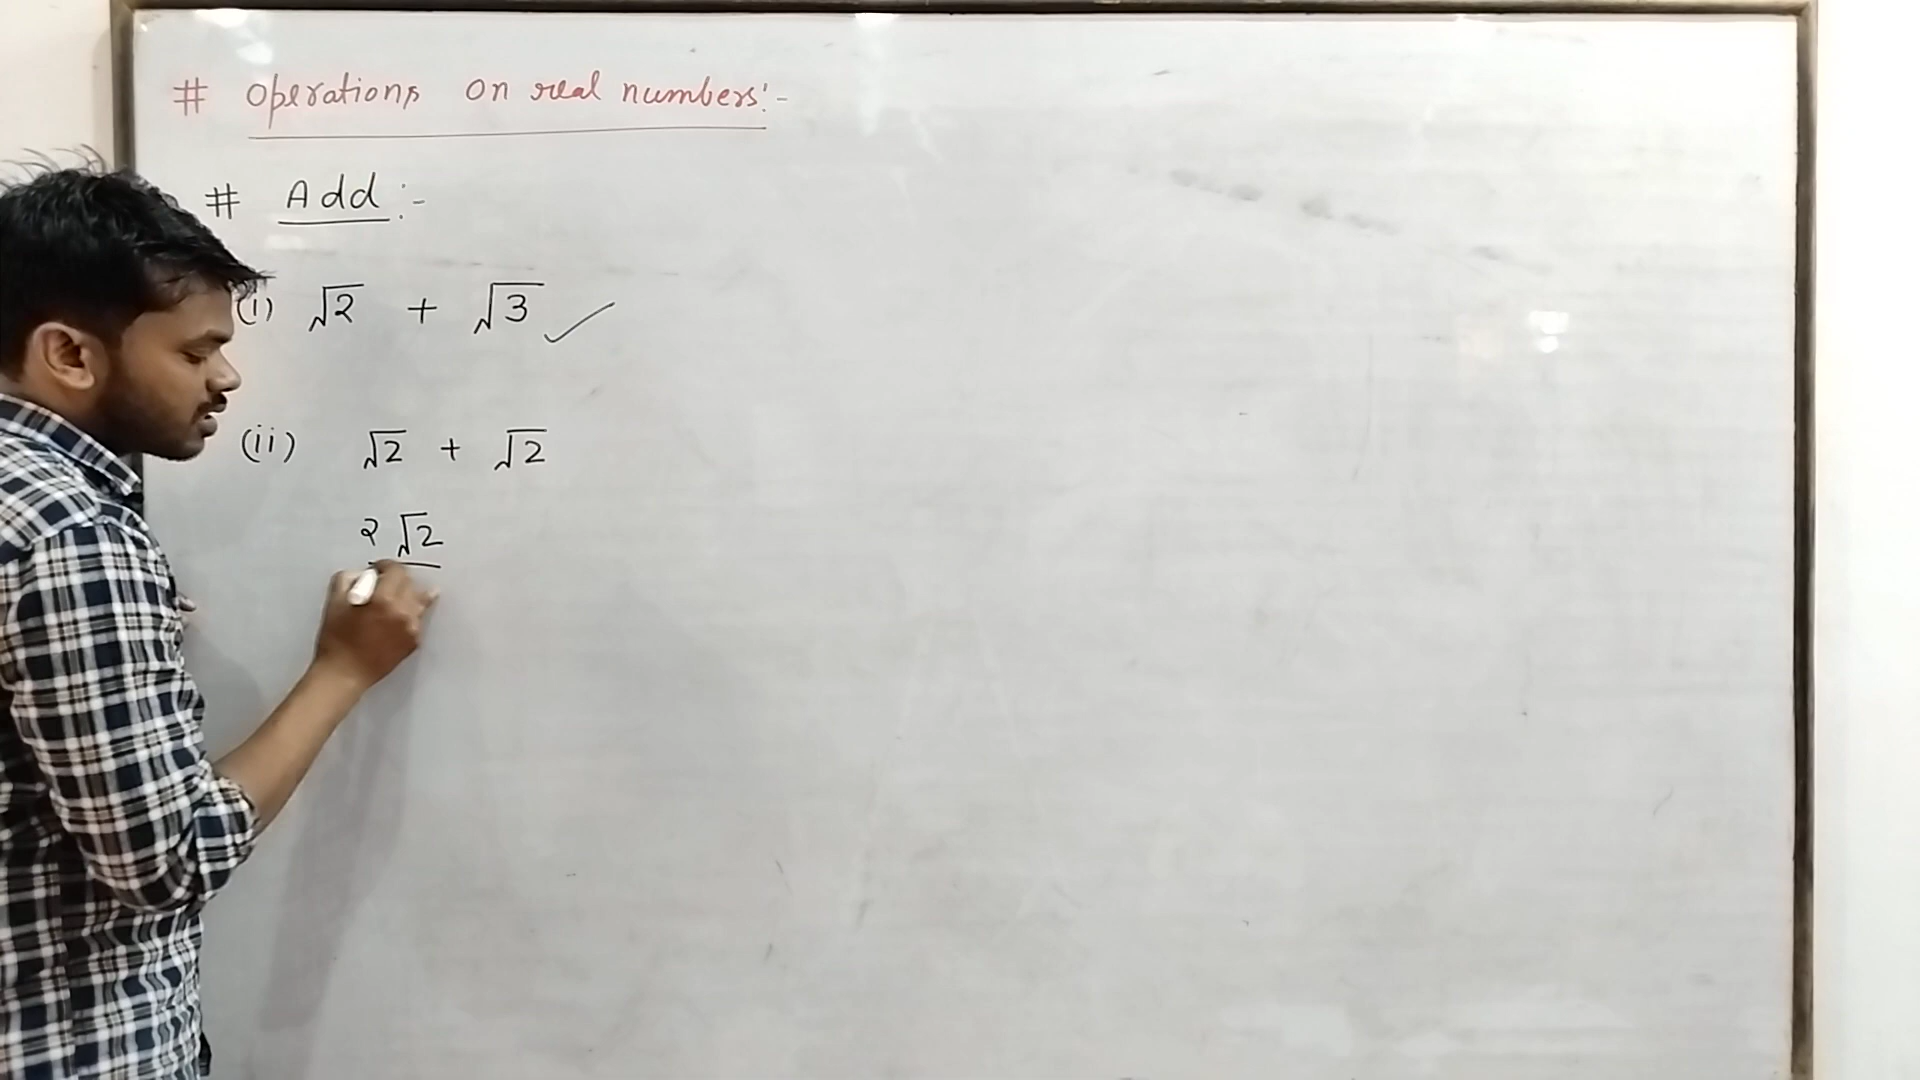 # Operations on real numbers:-
# Add :-
(i) √2 + √3 ✓
(ii) √2 + √2
2 √2